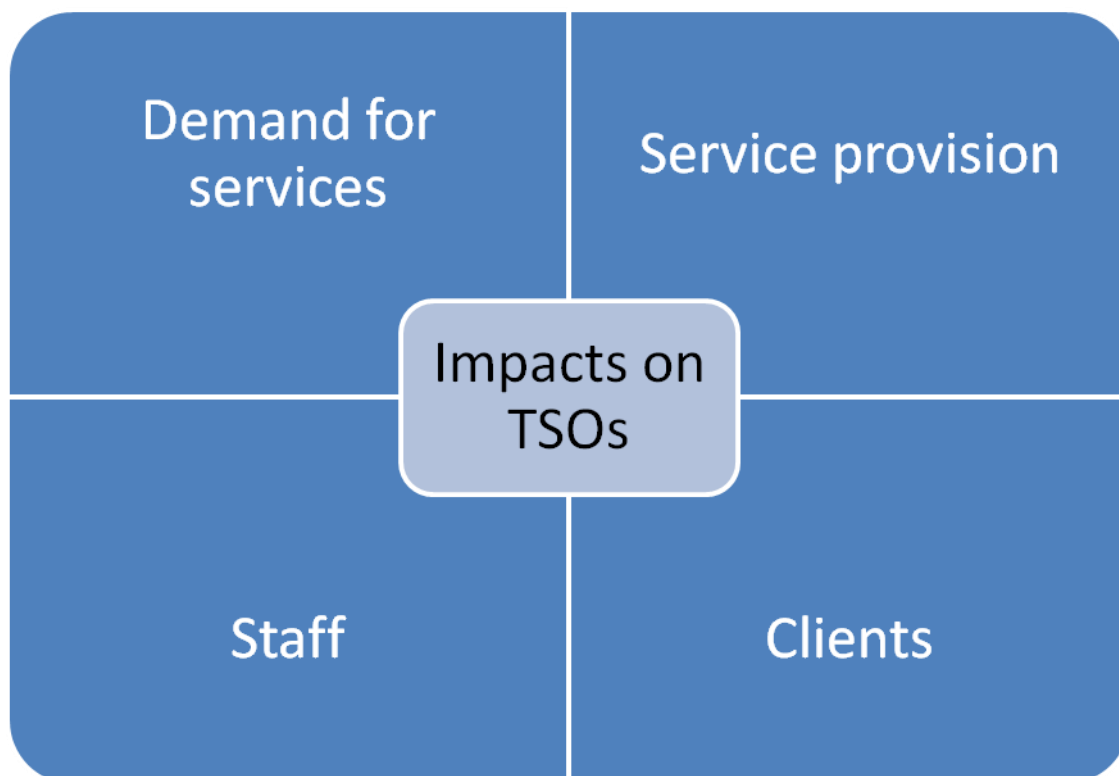 Demand for
services
Service provision
Impacts on
TSOs
Staff
Clients